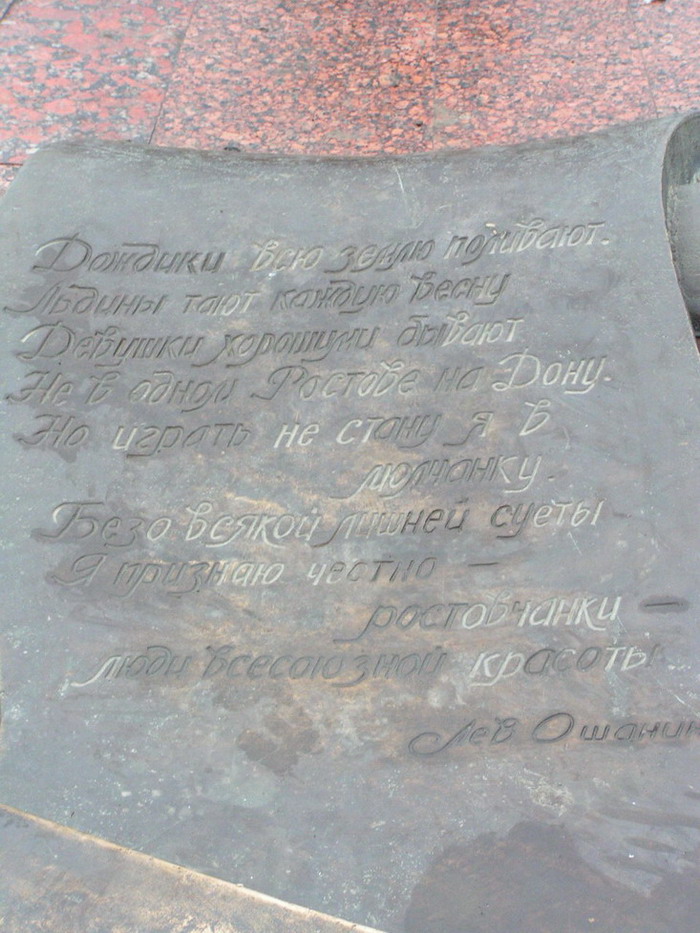 Дождики всю землю поливают.
Льдины тают каждую весну
Девушки хорошими бывают
Не в одном Ростове на Дону.
Но играть не стану я в
молчанку.
Безо всякой лишней суеты
Я признаю честно —
ростовчанки —
люди всесоюзной красоты
Лев Ошанин